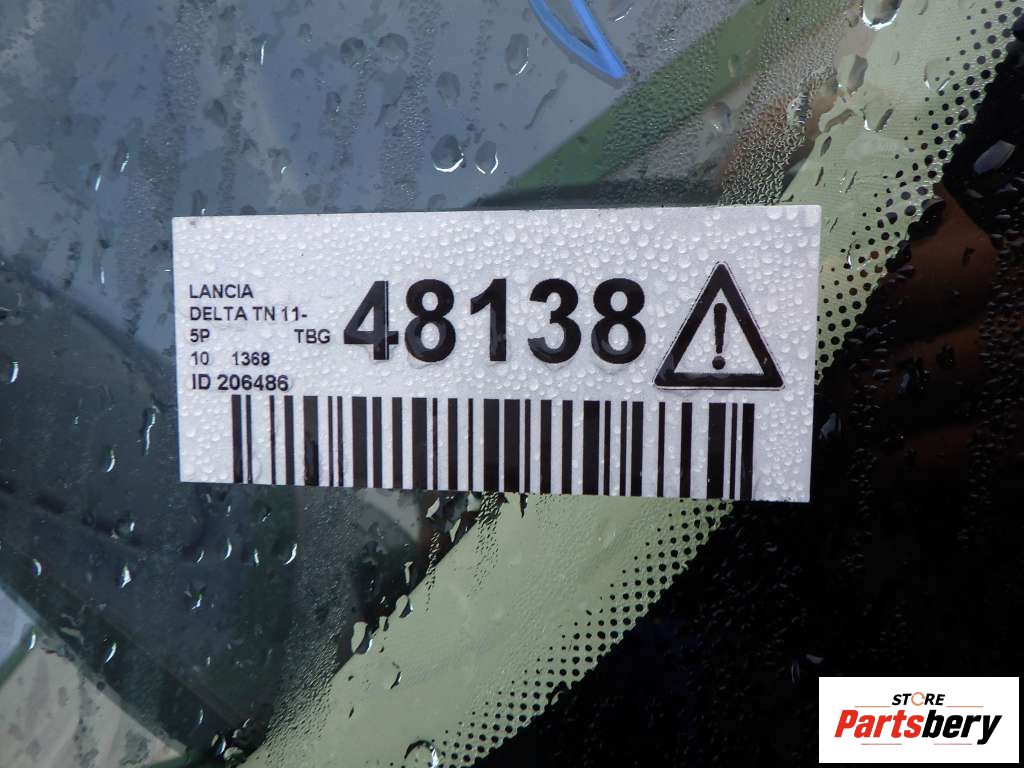 LANCIA
DELTA TN 11-
5P TBG
10 1368
ID 206486
48138
STORE
Partsbery